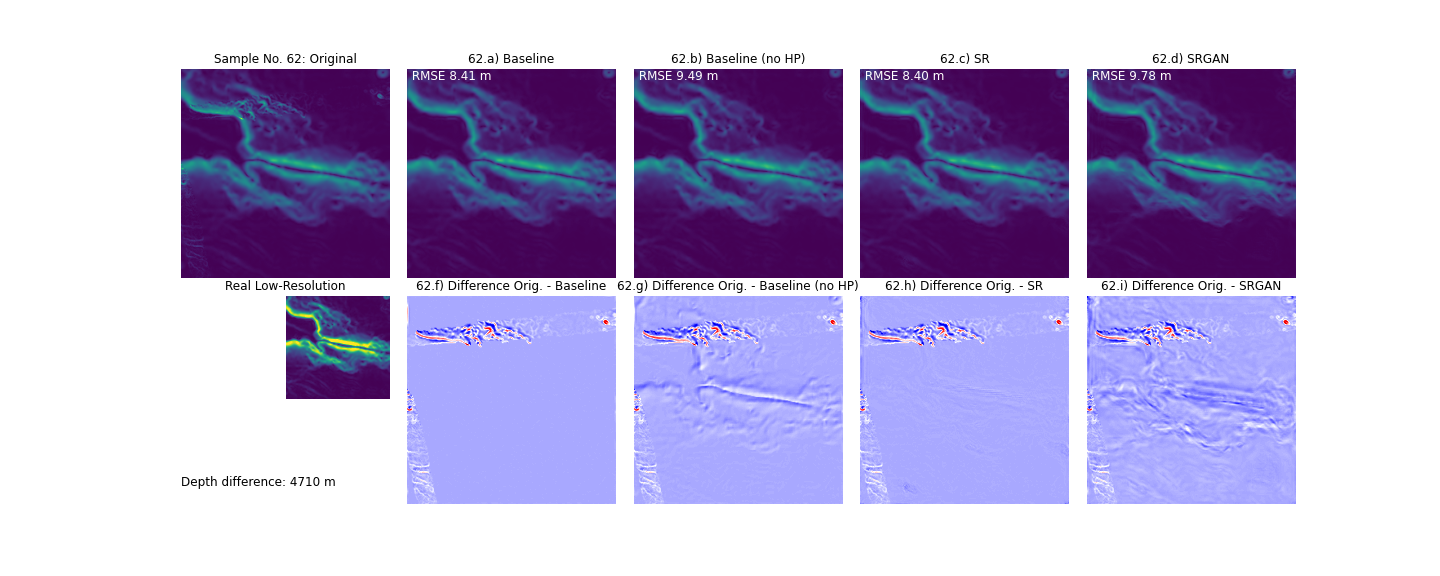 Sample No. 62: Original
62.a) Baseline
62.b) Baseline (no HP)
62.c) SR
62.d) SRGAN
RMSE 8.41 m
RMSE 9.49 m
RMSE 8.40 m
RMSE 9.78 m
Real Low-Resolution
62.f) Difference Orig. - Baseline
62.g) Difference Orig. - Baseline (no HP)
62.h) Difference Orig. - SR
62.i) Difference Orig. - SRGAN
Depth difference: 4710 m